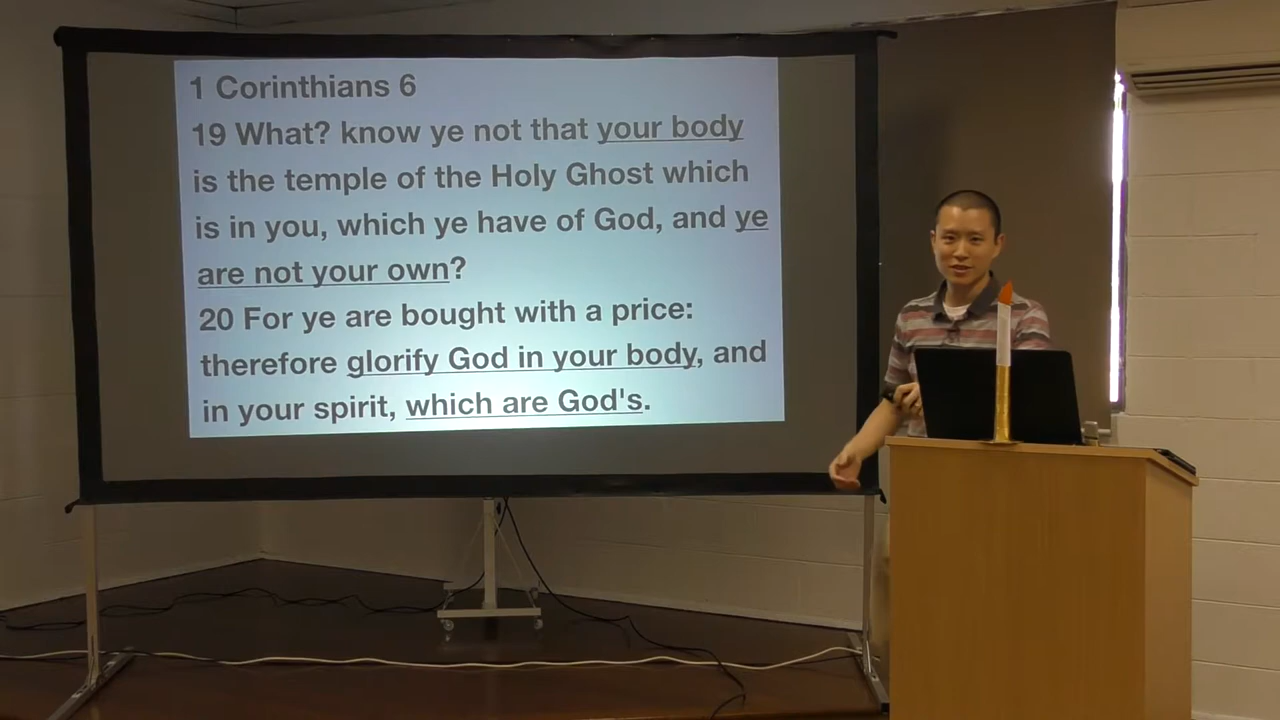 1 Corinthians 6
19 What? know ye not that your body
is the temple of the Holy Ghost which
is in you, which ye have of God, and ye
are not your own?
20 For ye are bought with a price:
therefore glorify God in your body, and
in your spirit, which are God's.